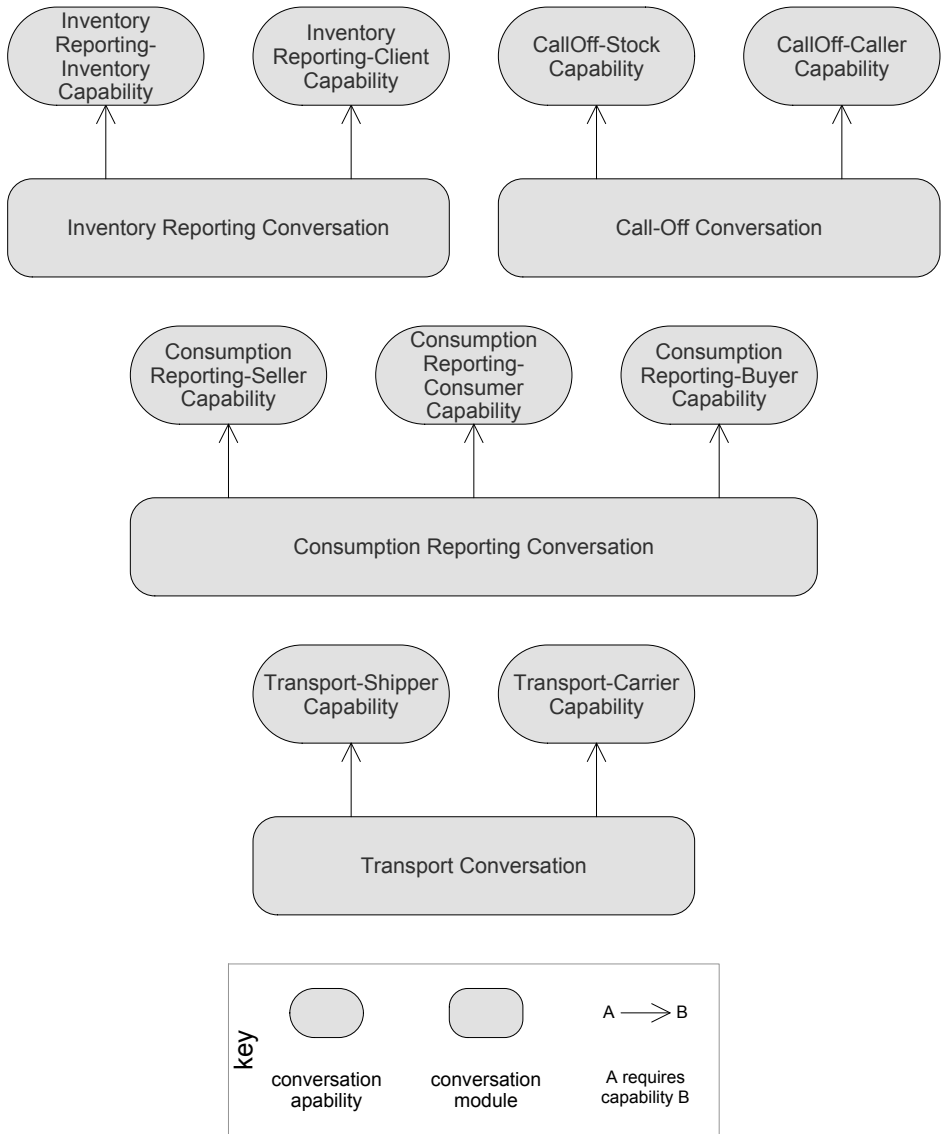 Inventory
Reporting-
Inventory
Capability
Inventory
Reporting-Client
Capability
CallOff-Stock
Capability
CallOff-Caller
Capability
Inventory Reporting Conversation
Call-Off Conversation
Consumption
Reporting-Seller
Capability
Consumption
Reporting-
Consumer
Capability
Consumption
Reporting-Buyer
Capability
Consumption Reporting Conversation
Transport-Shipper
Capability
Transport-Carrier
Capability
Transport Conversation
key
conversation
apability
conversation
module
A B
A requires
capability B